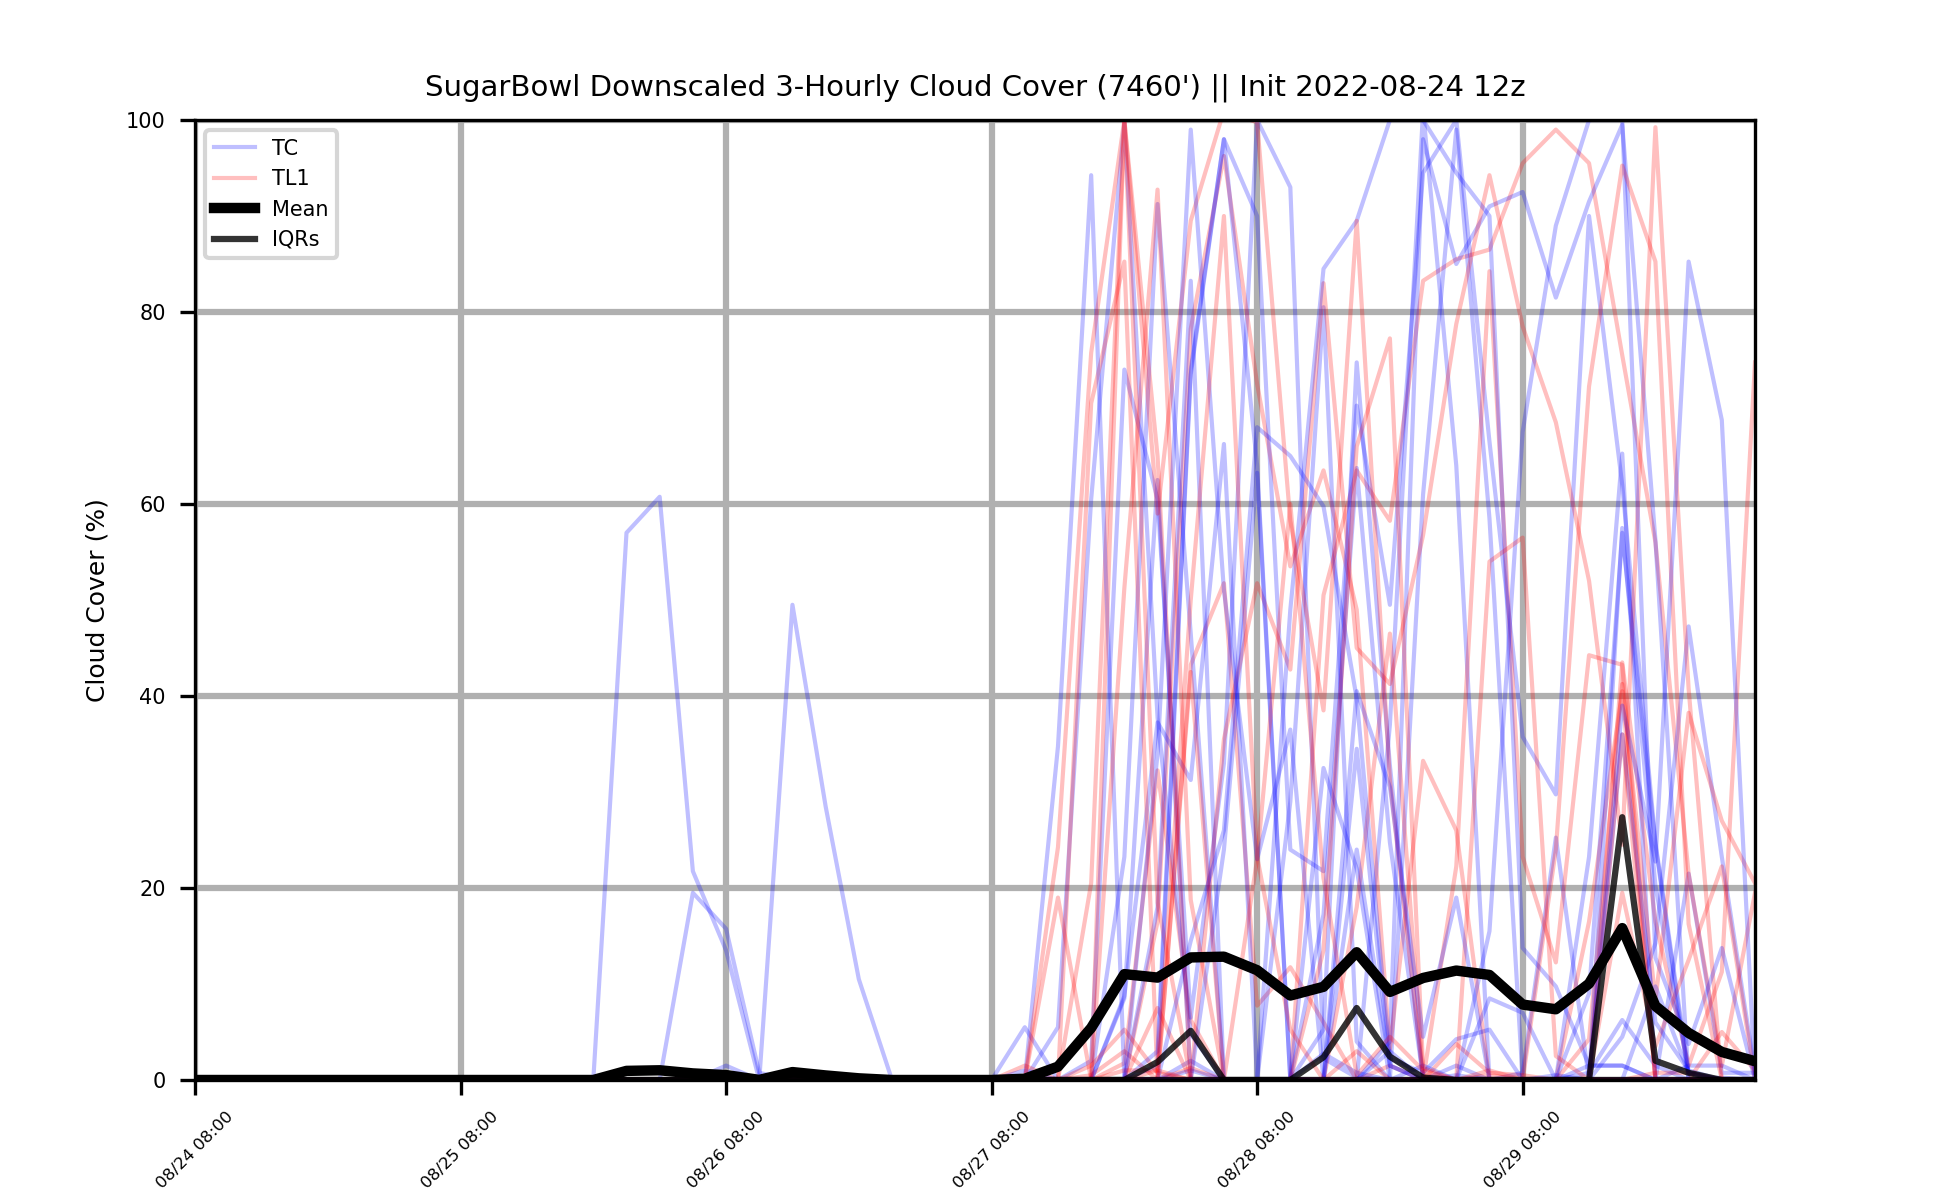 SugarBowl Downscaled 3-Hourly Cloud Cover (7460') || Init 2022-08-24 12z
100
80
60
40
20
0
Cloud Cover (%)
TC
TL1
Mean
IQRs
08/24 08:00
08/25 08:00
08/26 08:00
08/27 08:00
08/28 08:00
08/29 08:00